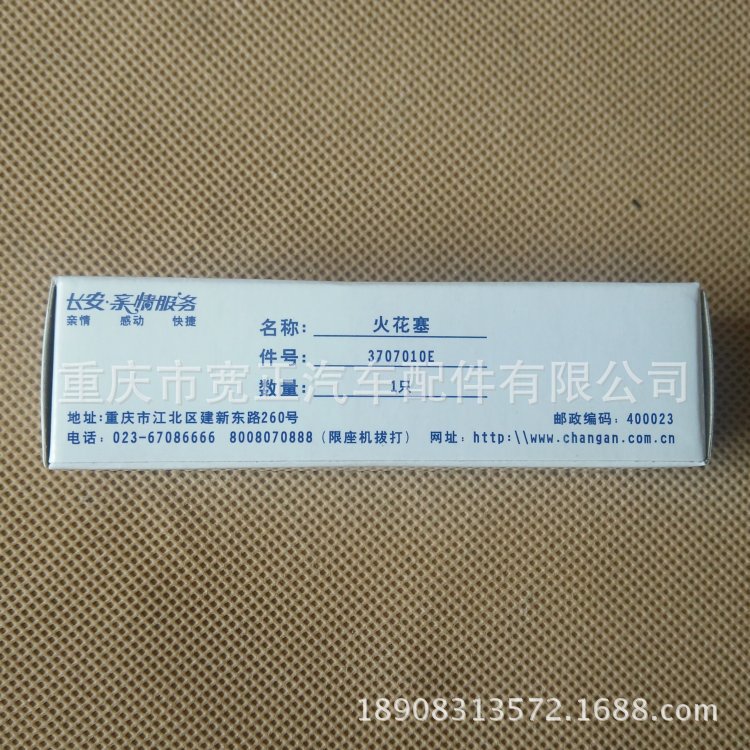 长安·亲情服务
亲情 感动 快捷
名称: 火花塞
件号: 3707010E
数量: 1只
重庆市宽正汽车配件有限公司
地址:重庆市江北区建新东路260号 邮政编码: 400023
电话: 023-67086666 8008070888(限座机拔打) 网址: http:\\www.changan.com.cn
18908313572.1688.com